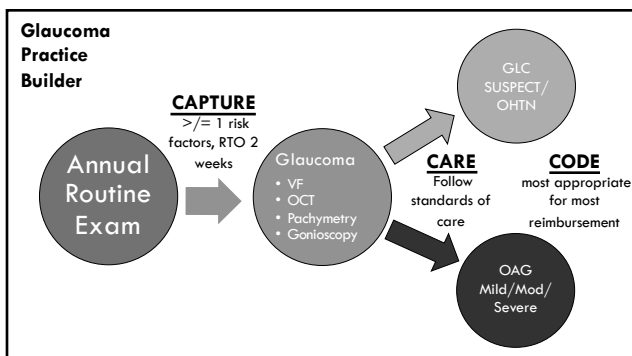 Glaucoma
Practice
Builder
CAPTURE
>/= 1 risk
factors, RTO 2
weeks
Annual
Routine
Exam
Glaucoma
• VF
• OCT
• Pachymetry
• Gonioscopy
GLC
SUSPECT/
OHTN
CARE
Follow
standards of
care
CODE
most appropriate
for most
reimbursement
OAG
Mild/Mod/
Severe